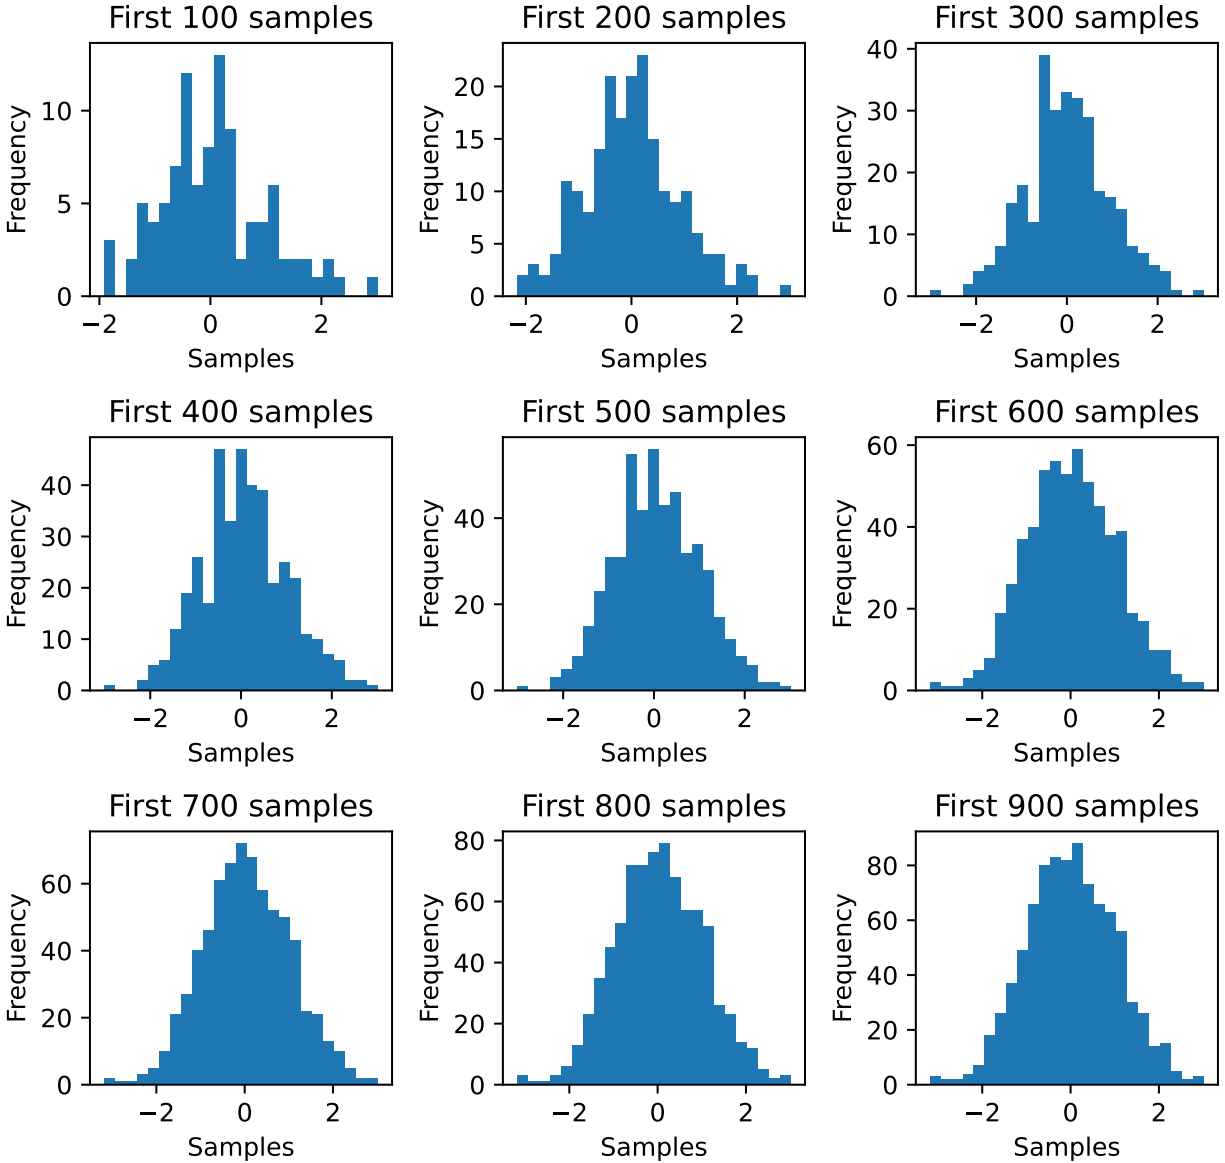 First 100 samples
First 200 samples
First 300 samples
Frequency
10
5
0
−2
0
2
Samples
Frequency
20
15
10
5
0
−2
0
2
Samples
Frequency
40
30
20
10
0
−2
0
2
Samples
First 400 samples
First 500 samples
First 600 samples
Frequency
40
30
20
10
0
−2
0
2
Samples
Frequency
40
20
0
−2
0
2
Samples
Frequency
60
40
20
0
−2
0
2
Samples
First 700 samples
First 800 samples
First 900 samples
Frequency
60
40
20
0
−2
0
2
Samples
Frequency
80
60
40
20
0
−2
0
2
Samples
Frequency
80
60
40
20
0
−2
0
2
Samples